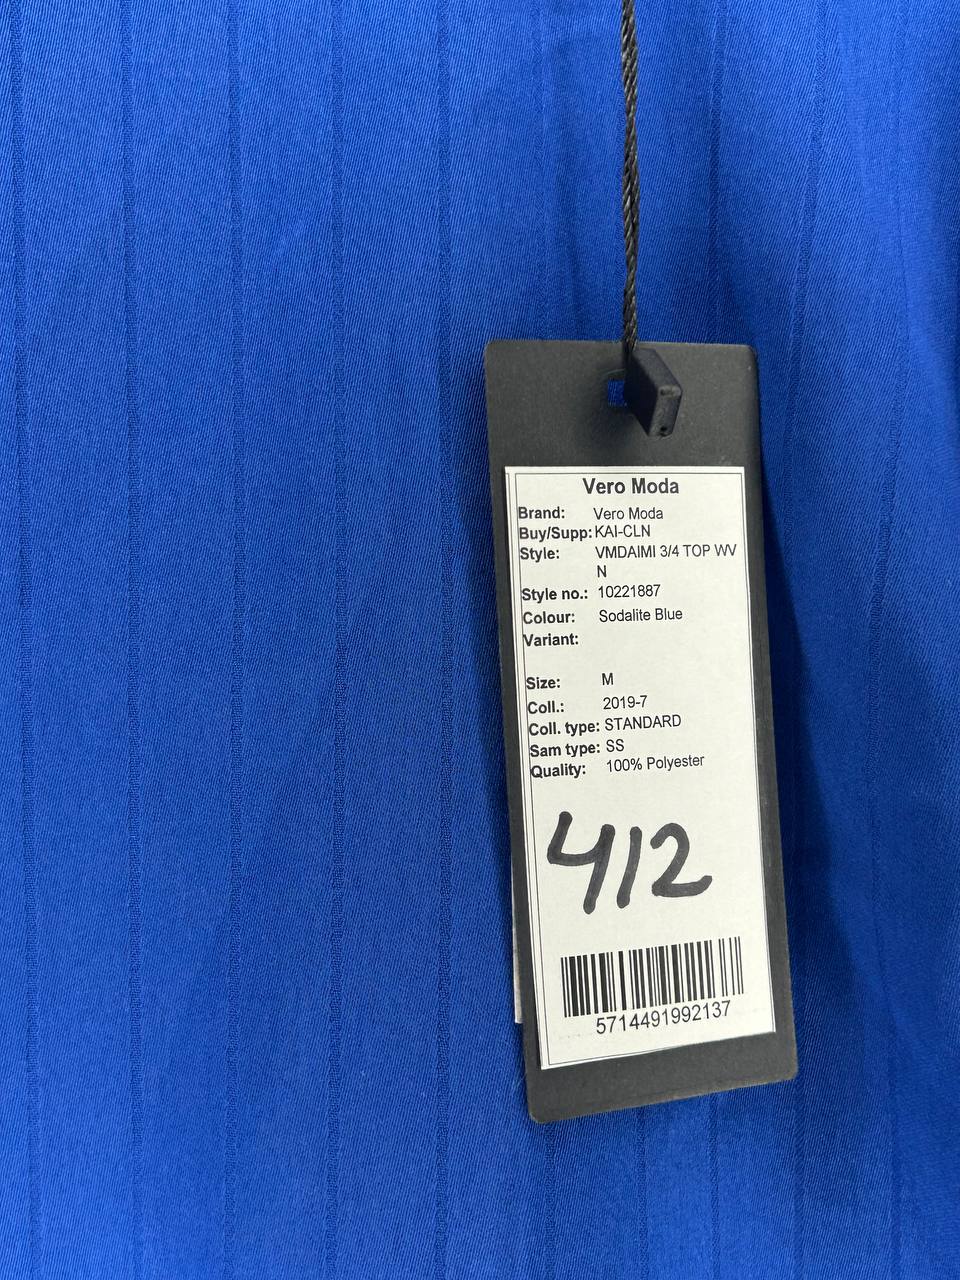 Vero Moda
Brand: Vero Moda
Buy/Supp: KAI-CLN
Style: VMDAIMI 3/4 TOP WV
N
Style no.: 10221887
Colour: Sodalite Blue
Variant:
Size: M
Coll.: 2019-7
Coll. type: STANDARD
Sam type: SS
Quality: 100% Polyester
412
5714491992137